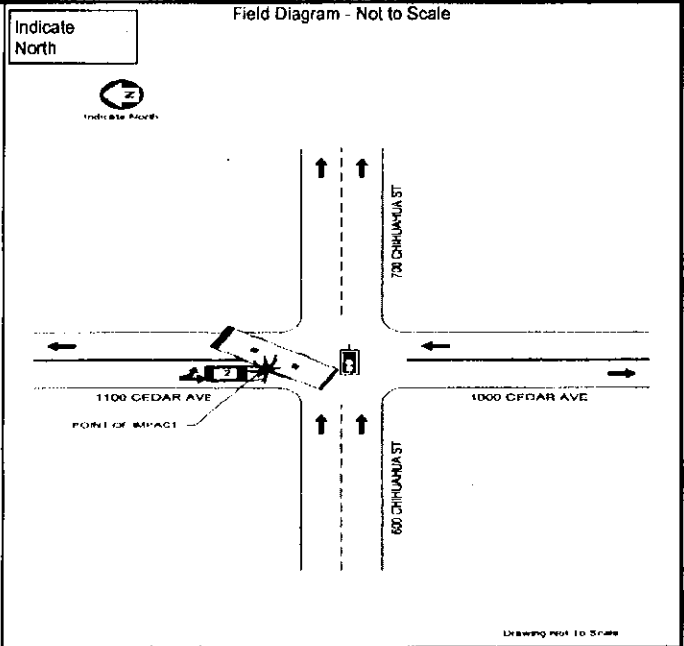 Field Diagram - Not to Scale
Indicate
North
N
Indicate North
700 CHIHUAHUA ST
2
1100 CEDAR AVE
1000 CEDAR AVE
POINT OF IMPACT
600 CHIHUAHUA ST
Drawing Not To Scale